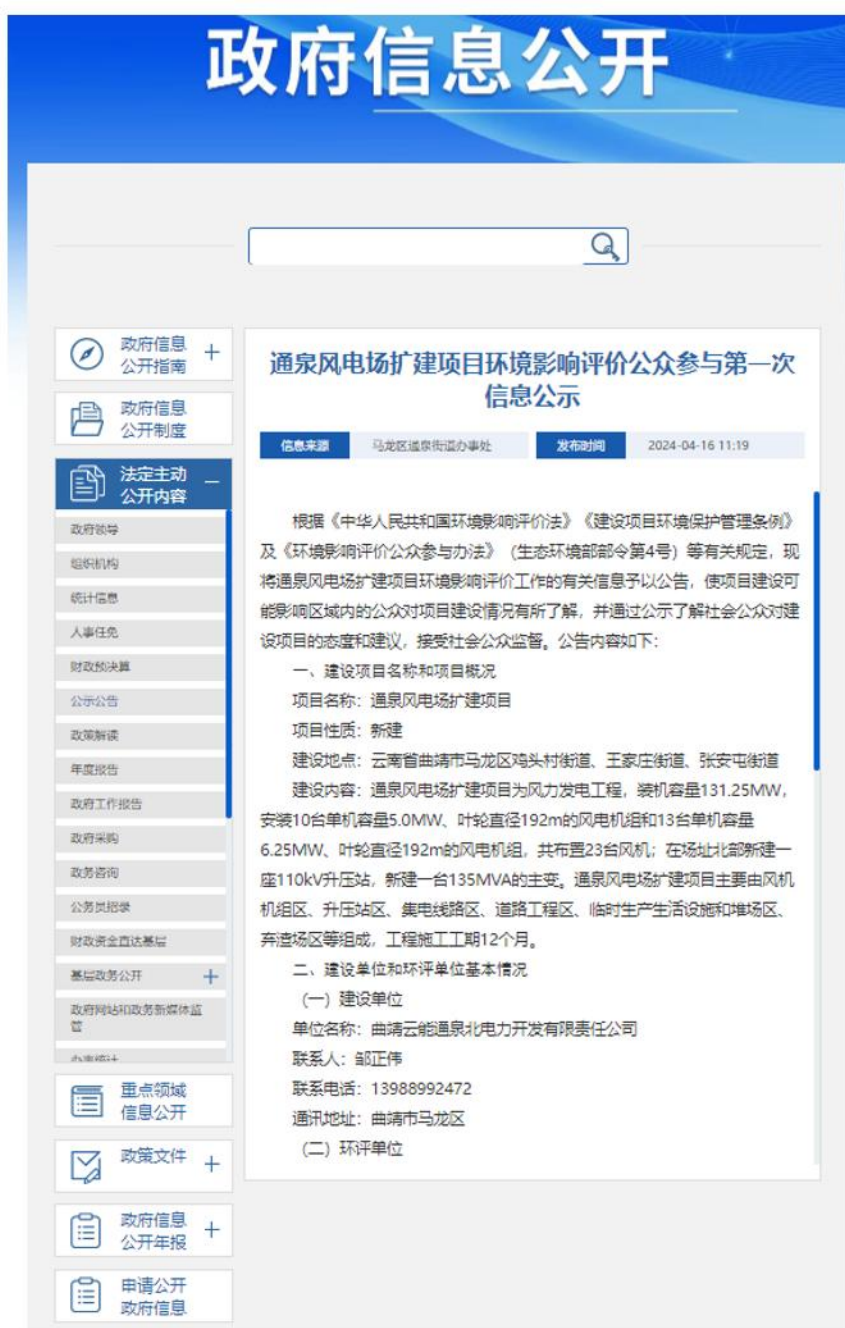 政府信息公开
政府信息
公开指南
政府信息
公开制度
法定主动
公开内容
政府领导
组织机构
统计信息
人事任免
财政预决算
公示公告
政策解读
年度报告
政府工作报告
政府采购
政务咨询
公务员招录
财政资金直达基层
基层政务公开
政府网站和政务新媒体监
管
办事统计
重点领域
信息公开
政策文件
政府信息
公开年报
申请公开
政府信息
通泉风电场扩建项目环境影响评价公众参与第一次
信息公示
信息来源 马龙区通泉街道办事处 发布时间 2024-04-16 11:19
根据《中华人民共和国环境影响评价法》《建设项目环境保护管理条例》
及《环境影响评价公众参与办法》（生态环境部部令第4号）等有关规定，现
将通泉风电场扩建项目环境影响评价工作的有关信息予以公告，使项目建设可
能影响区域内的公众对项目建设情况有所了解，并通过公示了解社会公众对建
设项目的态度和建议，接受社会公众监督。公告内容如下：
一、建设项目名称和项目概况
项目名称：通泉风电场扩建项目
项目性质：新建
建设地点：云南省曲靖市马龙区鸡头村街道、王家庄街道、张安屯街道
建设内容：通泉风电场扩建项目为风力发电工程，装机容量131.25MW，
安装10台单机容量5.0MW、叶轮直径192m的风电机组和13台单机容量
6.25MW、叶轮直径192m的风电机组，共布置23台风机；在场址北部新建一
座110kV升压站，新建一台135MVA的主变。通泉风电场扩建项目主要由风机
机组区、升压站区、集电线路区、道路工程区、临时生产生活设施和堆场区、
弃渣场区等组成，工程施工工期12个月。
二、建设单位和环评单位基本情况
（一）建设单位
单位名称：曲靖云能通泉北电力开发有限责任公司
联系人：邹正伟
联系电话：13988992472
通讯地址：曲靖市马龙区
（二）环评单位